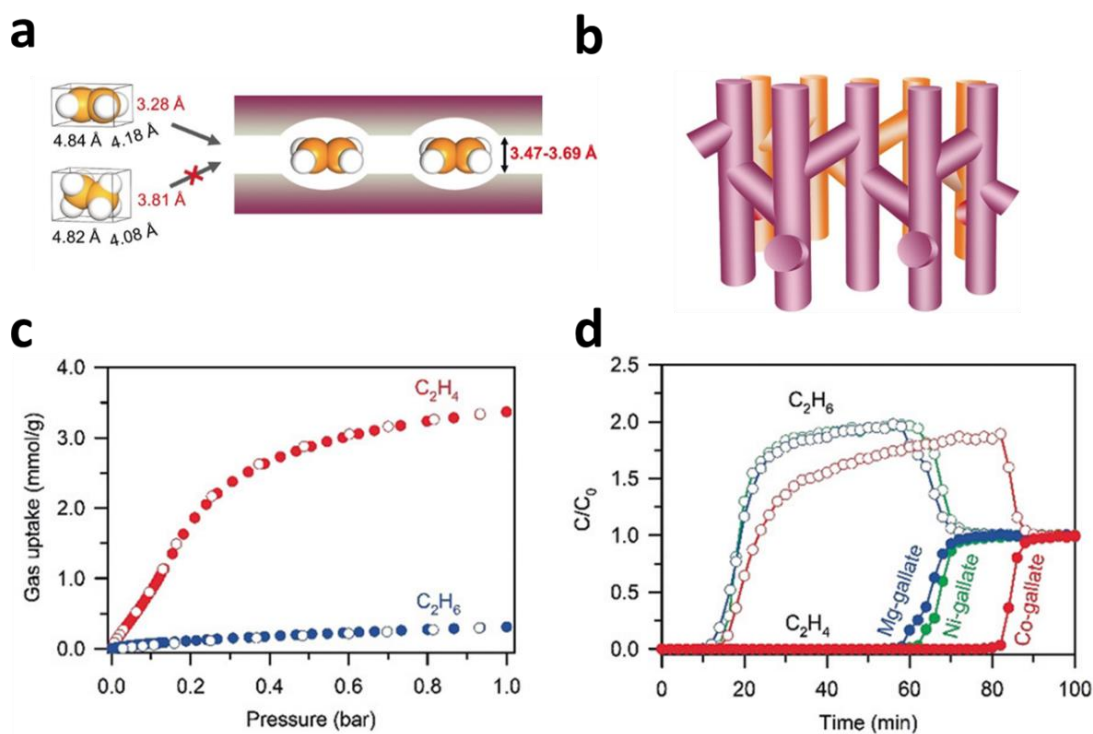 a
3.28 Å
4.84 Å 4.18 Å
3.81 Å
4.82 Å 4.08 Å
3.47-3.69 Å
b
c
Gas uptake (mmol/g)
4.0
3.0
2.0
1.0
0.0
C₂H₄
C₂H₆
0.0 0.2 0.4 0.6 0.8 1.0
Pressure (bar)
d
C/C₀
2.5
2.0
1.5
1.0
0.5
0.0
C₂H₆
C₂H₄
Mg-gallate
Ni-gallate
Co-gallate
0 20 40 60 80 100
Time (min)